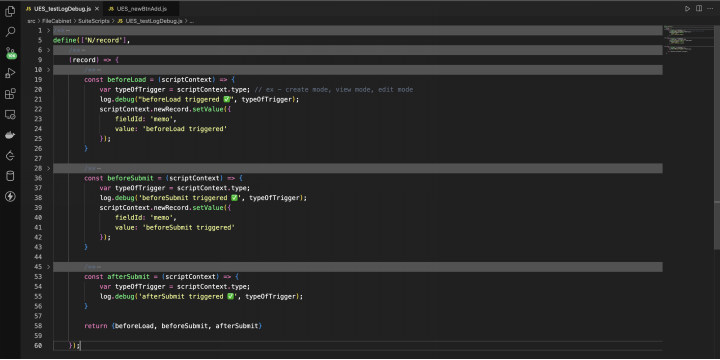 UES_testLogDebug.js
UES_newBtnAdd.js
src > FileCabinet > SuiteScripts > UES_testLogDebug.js > ...
1
5 define(['N/record'],
6
9 (record) => {
10
19 const beforeLoad = (scriptContext) => {
20 var typeOfTrigger = scriptContext.type; // ex - create mode, view mode, edit mode
21 log.debug("beforeLoad triggered ✅", typeOfTrigger);
22 scriptContext.newRecord.setValue({
23 fieldId: 'memo',
24 value: 'beforeLoad triggered'
25 });
26 }
27
28
36 const beforeSubmit = (scriptContext) => {
37 var typeOfTrigger = scriptContext.type;
38 log.debug('beforeSubmit triggered ✅', typeOfTrigger);
39 scriptContext.newRecord.setValue({
40 fieldId: 'memo',
41 value: 'beforeSubmit triggered'
42 });
43 }
44
45
53 const afterSubmit = (scriptContext) => {
54 var typeOfTrigger = scriptContext.type;
55 log.debug('afterSubmit triggered ✅', typeOfTrigger);
56 }
57
58 return {beforeLoad, beforeSubmit, afterSubmit}
59
60 });